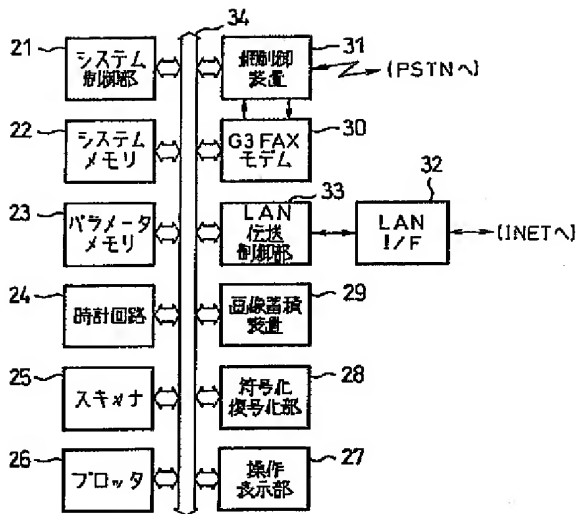 34
21
システム
制御部
31
網制御
装置
(PSTNへ)
22
システム
メモリ
30
G3 FAX
モデム
23
パラメータ
メモリ
33
LAN
伝送
制御部
32
LAN
I/F
(INETへ)
24
時計回路
29
画像蓄積
装置
25
スキャナ
28
符号化
復号化部
26
プロッタ
27
操作
表示部